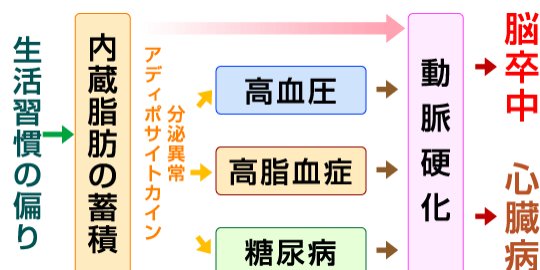 生活習慣の偏り
内蔵脂肪の蓄積
アディポサイトカイン
分泌異常
高血圧
高脂血症
糖尿病
動脈硬化
脳卒中
心臓病